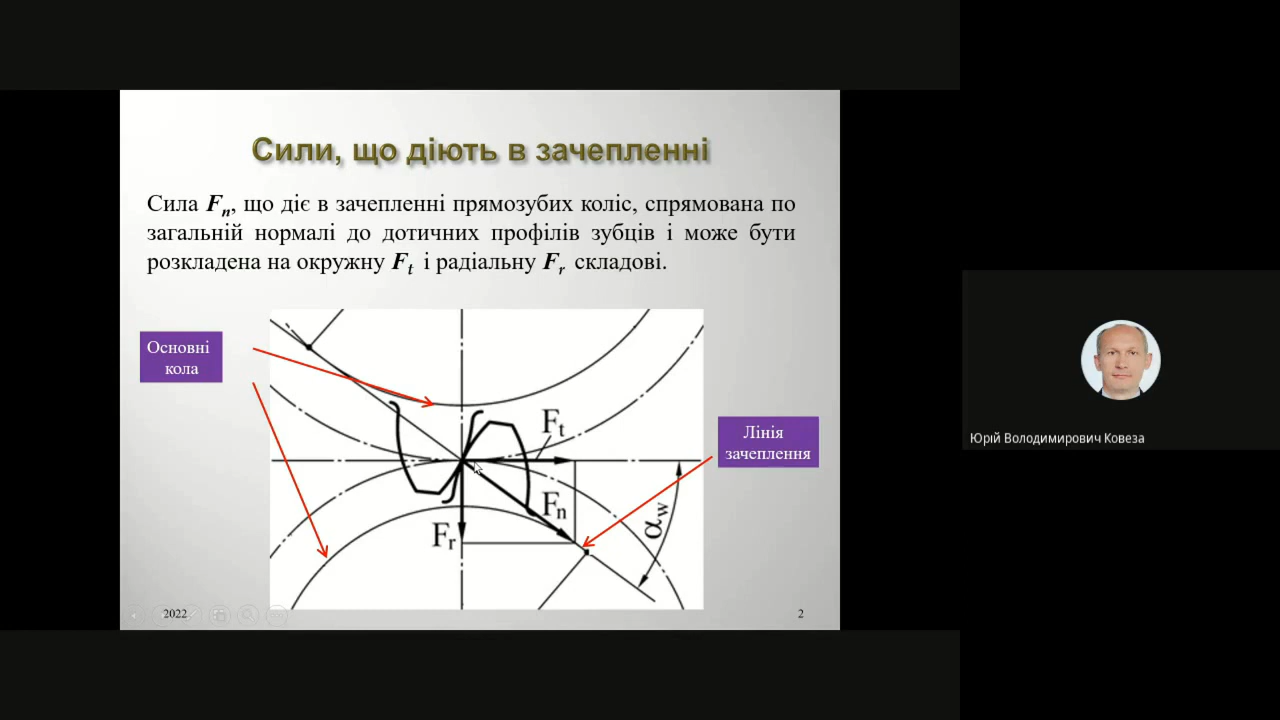 Сили, що діють в зачепленні
Сила Fn, що діє в зачепленні прямозубих коліс, спрямована по
загальній нормалі до дотичних профілів зубців і може бути
розкладена на окружну Ft і радіальну Fr складові.
Основні
кола
Ft
Лінія
зачеплення
Fn
αw
Fr
2022
2
Юрій Володимирович Ковеза